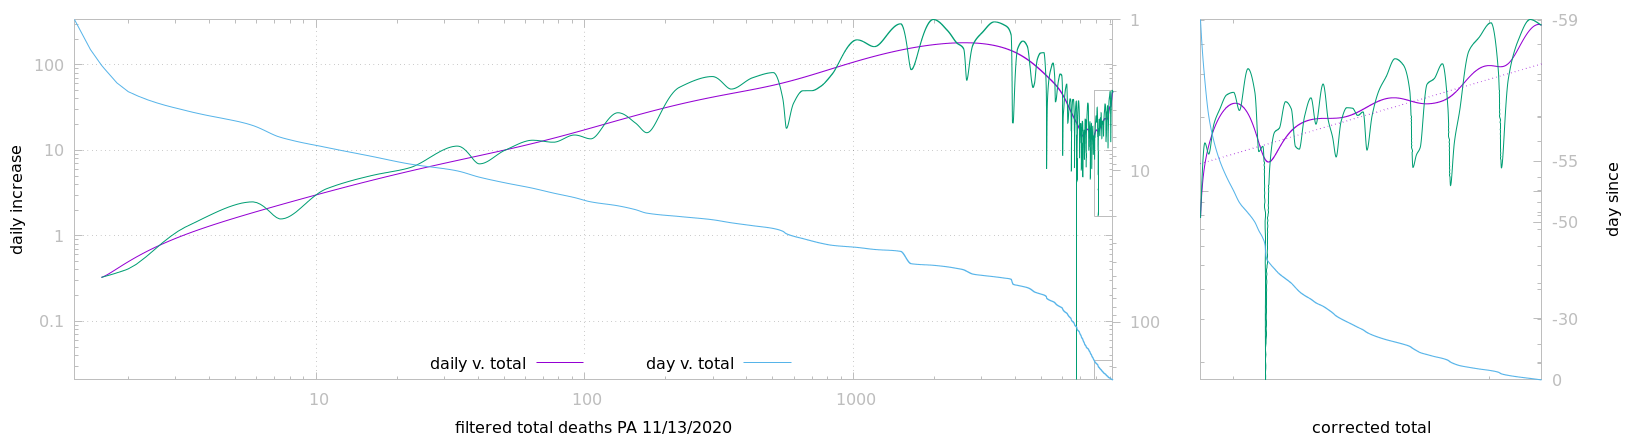 daily increase
100
10
1
0.1
daily v. total
day v. total
10
100
1000
filtered total deaths PA 11/13/2020
1
10
100
-59
-55
-50
-30
0
day since
corrected total